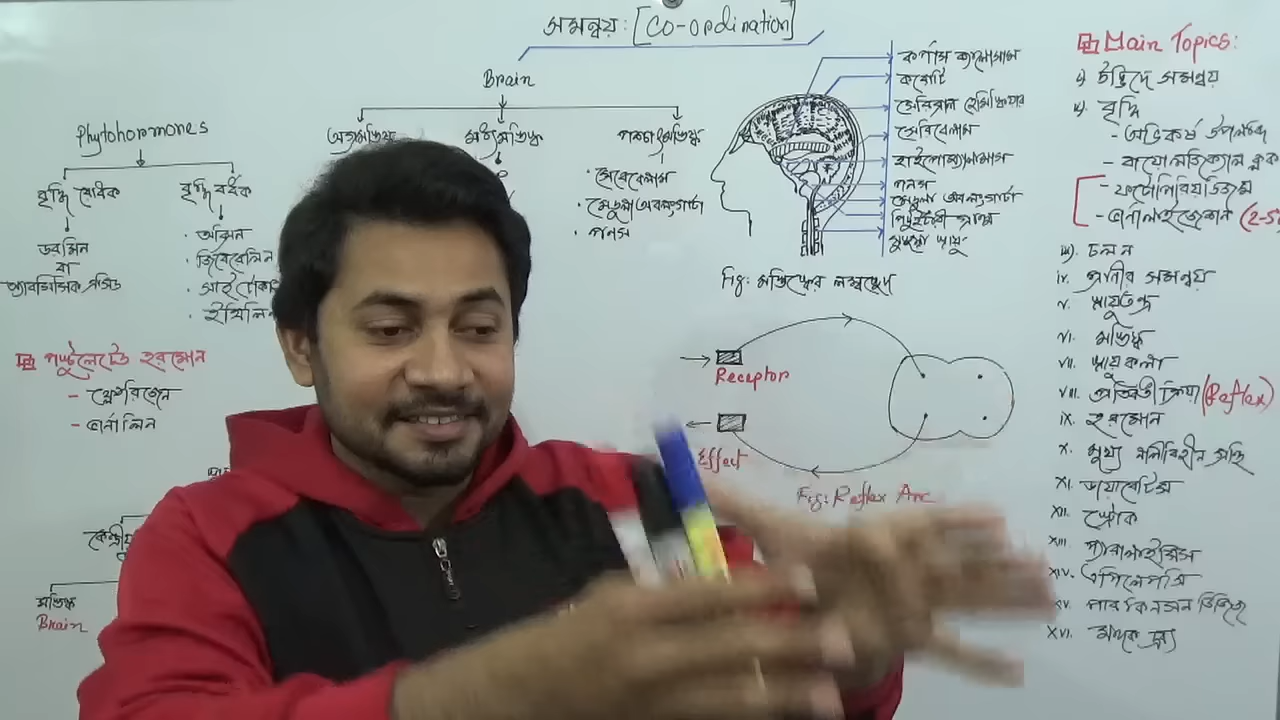 সমন্বয়: [Co-ordination]
Brain
অগ্রমস্তিষ্ক
মধ্যমস্তিষ্ক
পশ্চাৎমস্তিষ্ক
· সেরেবেলাম
· মেডুলা অবলংগাটা
· পনস
Phytohormones
বৃদ্ধি রোধক
বৃদ্ধি বর্ধক
ডরমিন
বা
এ্যাবসিসিক এসিড
· অক্সিন
· জিবেরেলিন
· সাইটোকা
· ইথিলিন
পস্টুলেটেড হরমোন
- ফ্লোরিজেন
- ভার্নালিন
কেন্দ্রীয়
মস্তিষ্ক
Brain
কর্পাস ক্যালোসাম
করোটি
সেরিব্রাল হেমিস্ফিয়ার
সেরিবেলাম
হাইপোথ্যালামাস
পনস
মেডুলা অবলংগাটা
পিটুইটারী গ্রন্থি
সুষুম্না স্নায়ু
Fig: মস্তিষ্কের লম্বচ্ছেদ
Receptor
Effect
Fig: Reflex Arc
Main Topics:
i) উদ্ভিদে সমন্বয়
ii) বৃদ্ধি
- অভিকর্ষ উপলব্ধি
- বায়োলজিক্যাল ক্লক
- ফটোপিরিয়ডিজম
- ভার্নালাইজেশন (2-5°
iii) চলন
iv. প্রাণীর সমন্বয়
v. স্নায়ুতন্ত্র
vi. মস্তিষ্ক
vii. স্নায়ুকলা
viii. প্রতিবর্তী ক্রিয়া (Reflex)
ix. হরমোন
x. মুখ্য নালিবিহীন গ্রন্থি
xi. ডায়াবেটিস
xii. স্ট্রোক
xiii. প্যারালাইসিস
xiv. এপিলেপসি
xv. পারকিনসন ডিজিজ
xvi. মাদক দ্রব্য